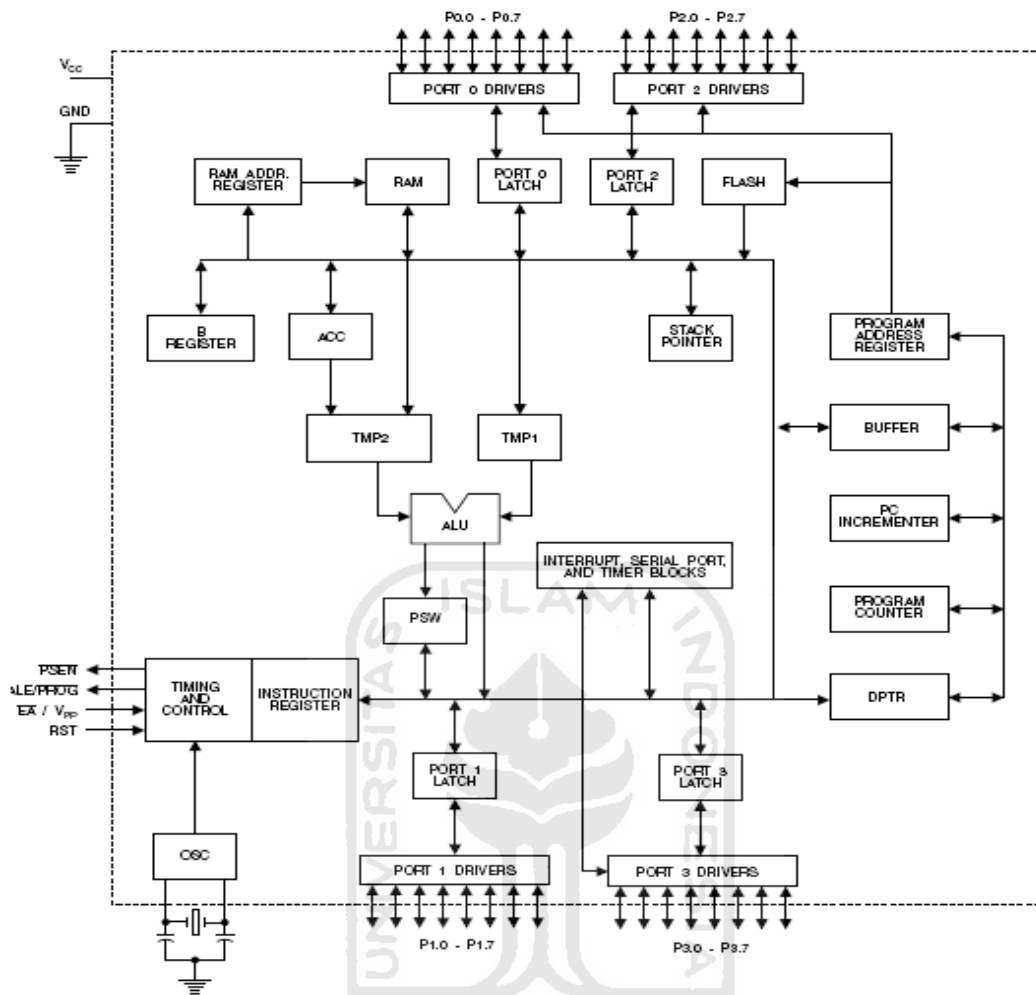 P0.0 - P0.7
P2.0 - P2.7
VCC
GND
PORT 0 DRIVERS
PORT 2 DRIVERS
RAM ADDR.
REGISTER
RAM
PORT 0
LATCH
PORT 2
LATCH
FLASH
B
REGISTER
ACC
STACK
POINTER
PROGRAM
ADDRESS
REGISTER
TMP2
TMP1
BUFFER
ALU
PC
INCREMENTER
INTERRUPT, SERIAL PORT,
AND TIMER BLOCKS
PSW
PROGRAM
COUNTER
PSEN
ALE/PROG
EA / VPP
RST
TIMING
AND
CONTROL
INSTRUCTION
REGISTER
DPTR
PORT 1
LATCH
PORT 3
LATCH
OSC
PORT 1 DRIVERS
PORT 3 DRIVERS
P1.0 - P1.7
P3.0 - P3.7
UNIVERSITAS
ISLAM
INDONESIA